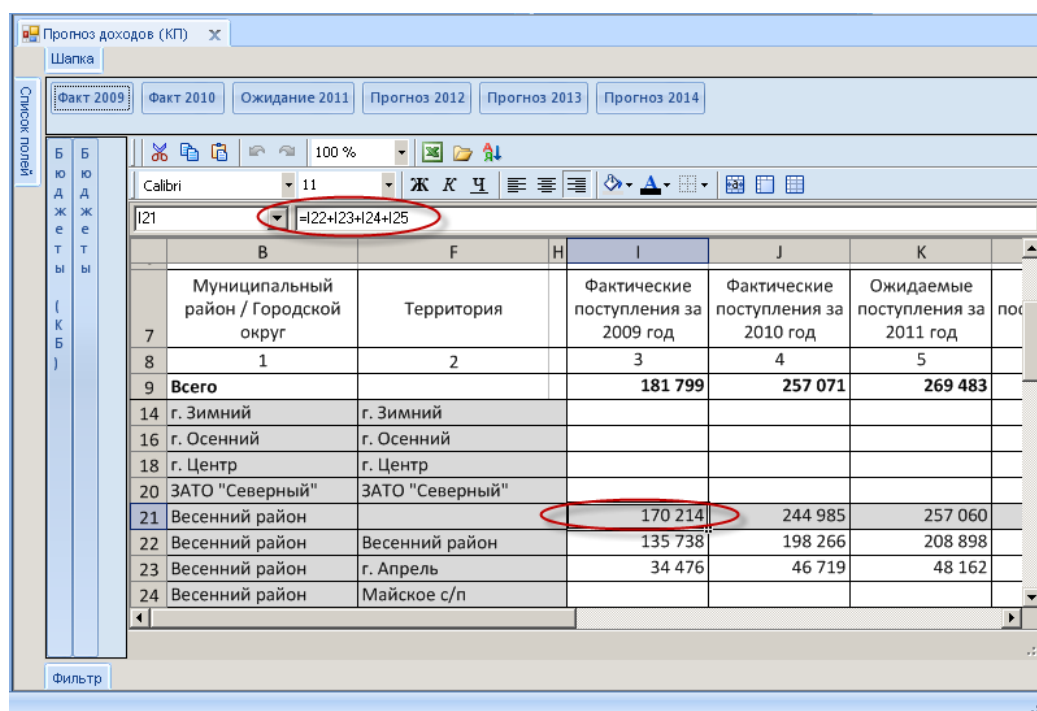 Прогноз доходов (КП)
Шапка
Список полей
Факт 2009 Факт 2010 Ожидание 2011 Прогноз 2012 Прогноз 2013 Прогноз 2014
Бюджеты (КБ)
Бюджеты
100 %
Calibri 11 Ж К Ч
I21 =I22+I23+I24+I25
B F H I J K
7 Муниципальный район / Городской округ Территория Фактические поступления за 2009 год Фактические поступления за 2010 год Ожидаемые поступления за 2011 год
8 1 2 3 4 5
9 Всего 181 799 257 071 269 483
14 г. Зимний г. Зимний
16 г. Осенний г. Осенний
18 г. Центр г. Центр
20 ЗАТО "Северный" ЗАТО "Северный"
21 Весенний район 170 214 244 985 257 060
22 Весенний район Весенний район 135 738 198 266 208 898
23 Весенний район г. Апрель 34 476 46 719 48 162
24 Весенний район Майское с/п
Фильтр